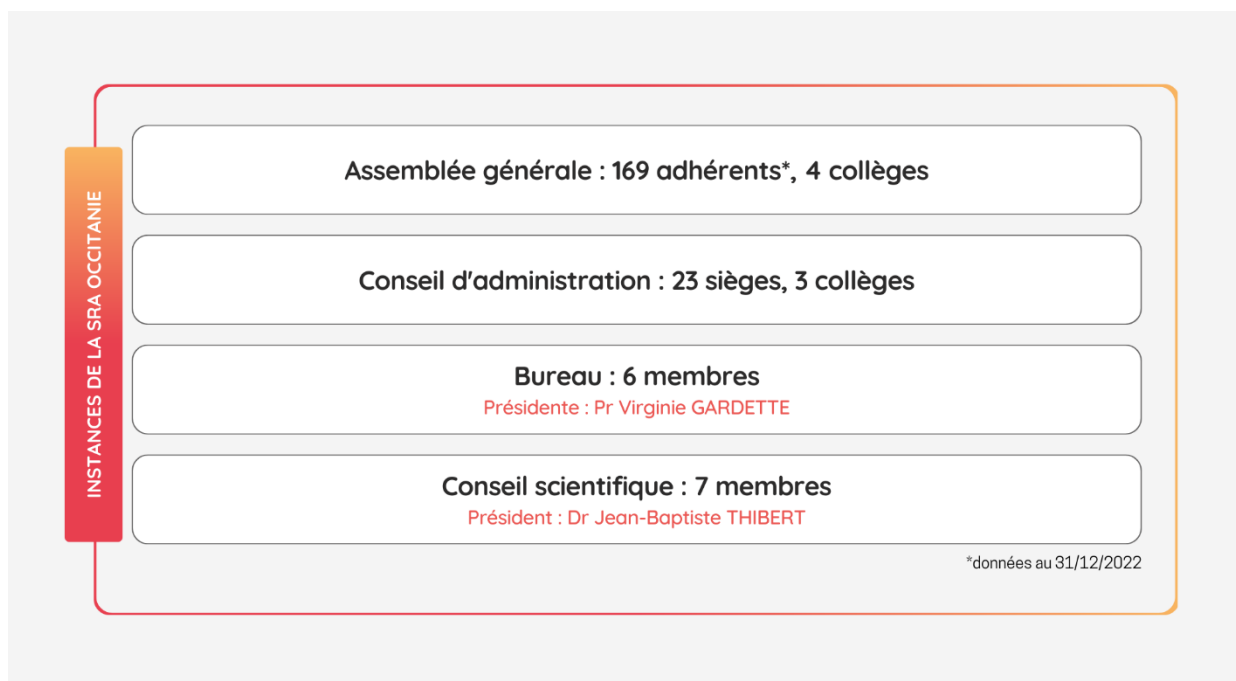 INSTANCES DE LA SRA OCCITANIE
Assemblée générale : 169 adhérents*, 4 collèges
Conseil d'administration : 23 sièges, 3 collèges
Bureau : 6 membres
Présidente : Pr Virginie GARDETTE
Conseil scientifique : 7 membres
Président : Dr Jean-Baptiste THIBERT
*données au 31/12/2022